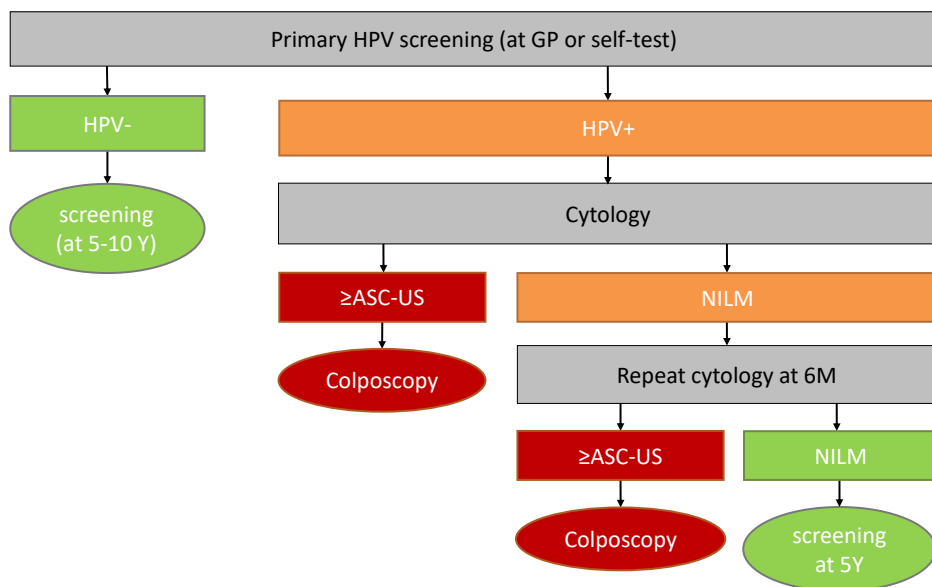 Primary HPV screening (at GP or self-test)
HPV-
HPV+
screening
(at 5-10 Y)
Cytology
≥ASC-US
NILM
Colposcopy
Repeat cytology at 6M
≥ASC-US
NILM
Colposcopy
screening
at 5Y